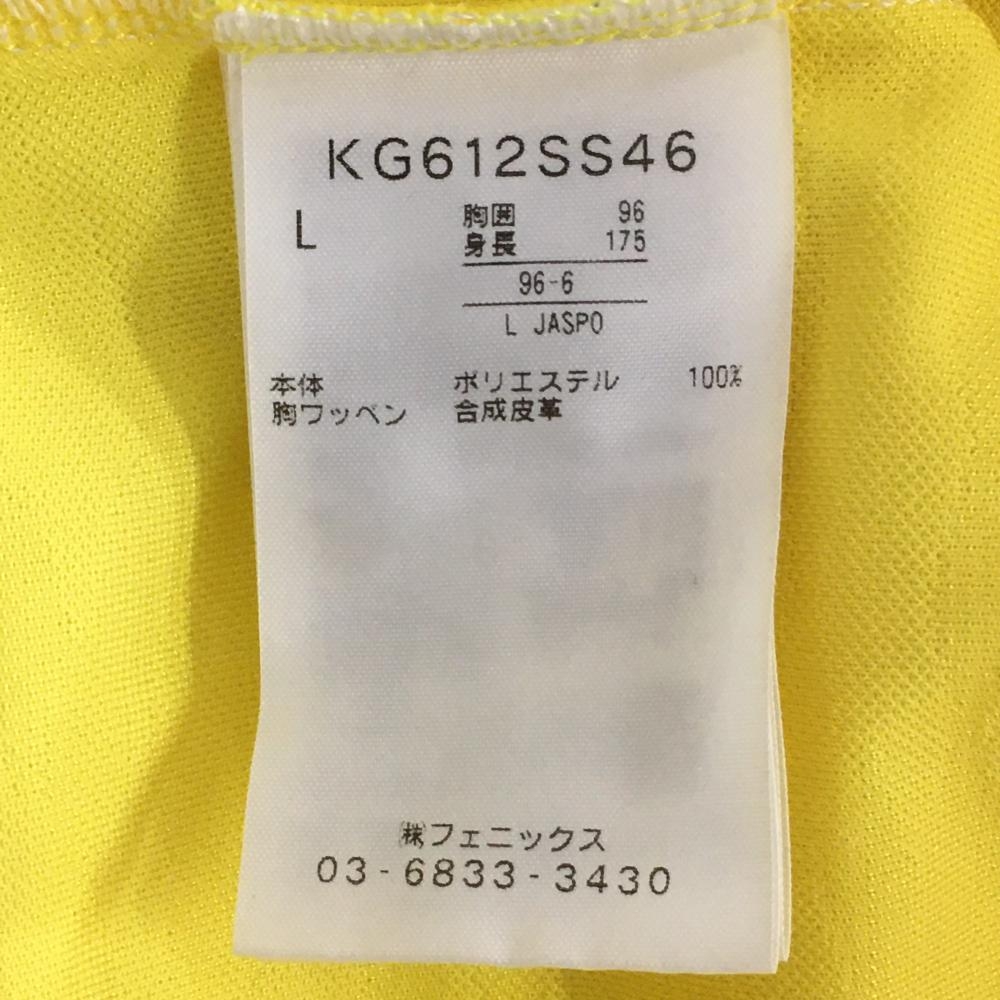 KG612SS46
L 胸囲 96
身長 175
96-6
L JASPO
本体 ポリエステル 100%
胸ワッペン 合成皮革
㈱フェニックス
03-6833-3430